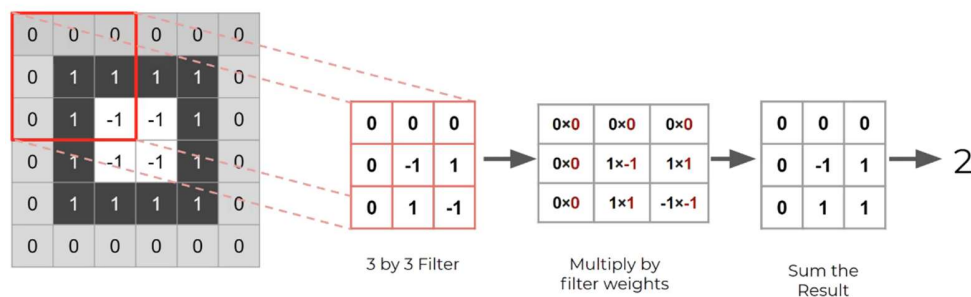 0 0 0 0 0 0
0 1 1 1 1 0
0 1 -1 -1 1 0
0 1 -1 -1 1 0
0 1 1 1 1 0
0 0 0 0 0 0
0 0 0
0 -1 1
0 1 -1
3 by 3 Filter
0×0 0×0 0×0
0×0 1×-1 1×1
0×0 1×1 -1×-1
Multiply by
filter weights
0 0 0
0 -1 1
0 1 1
Sum the
Result
2